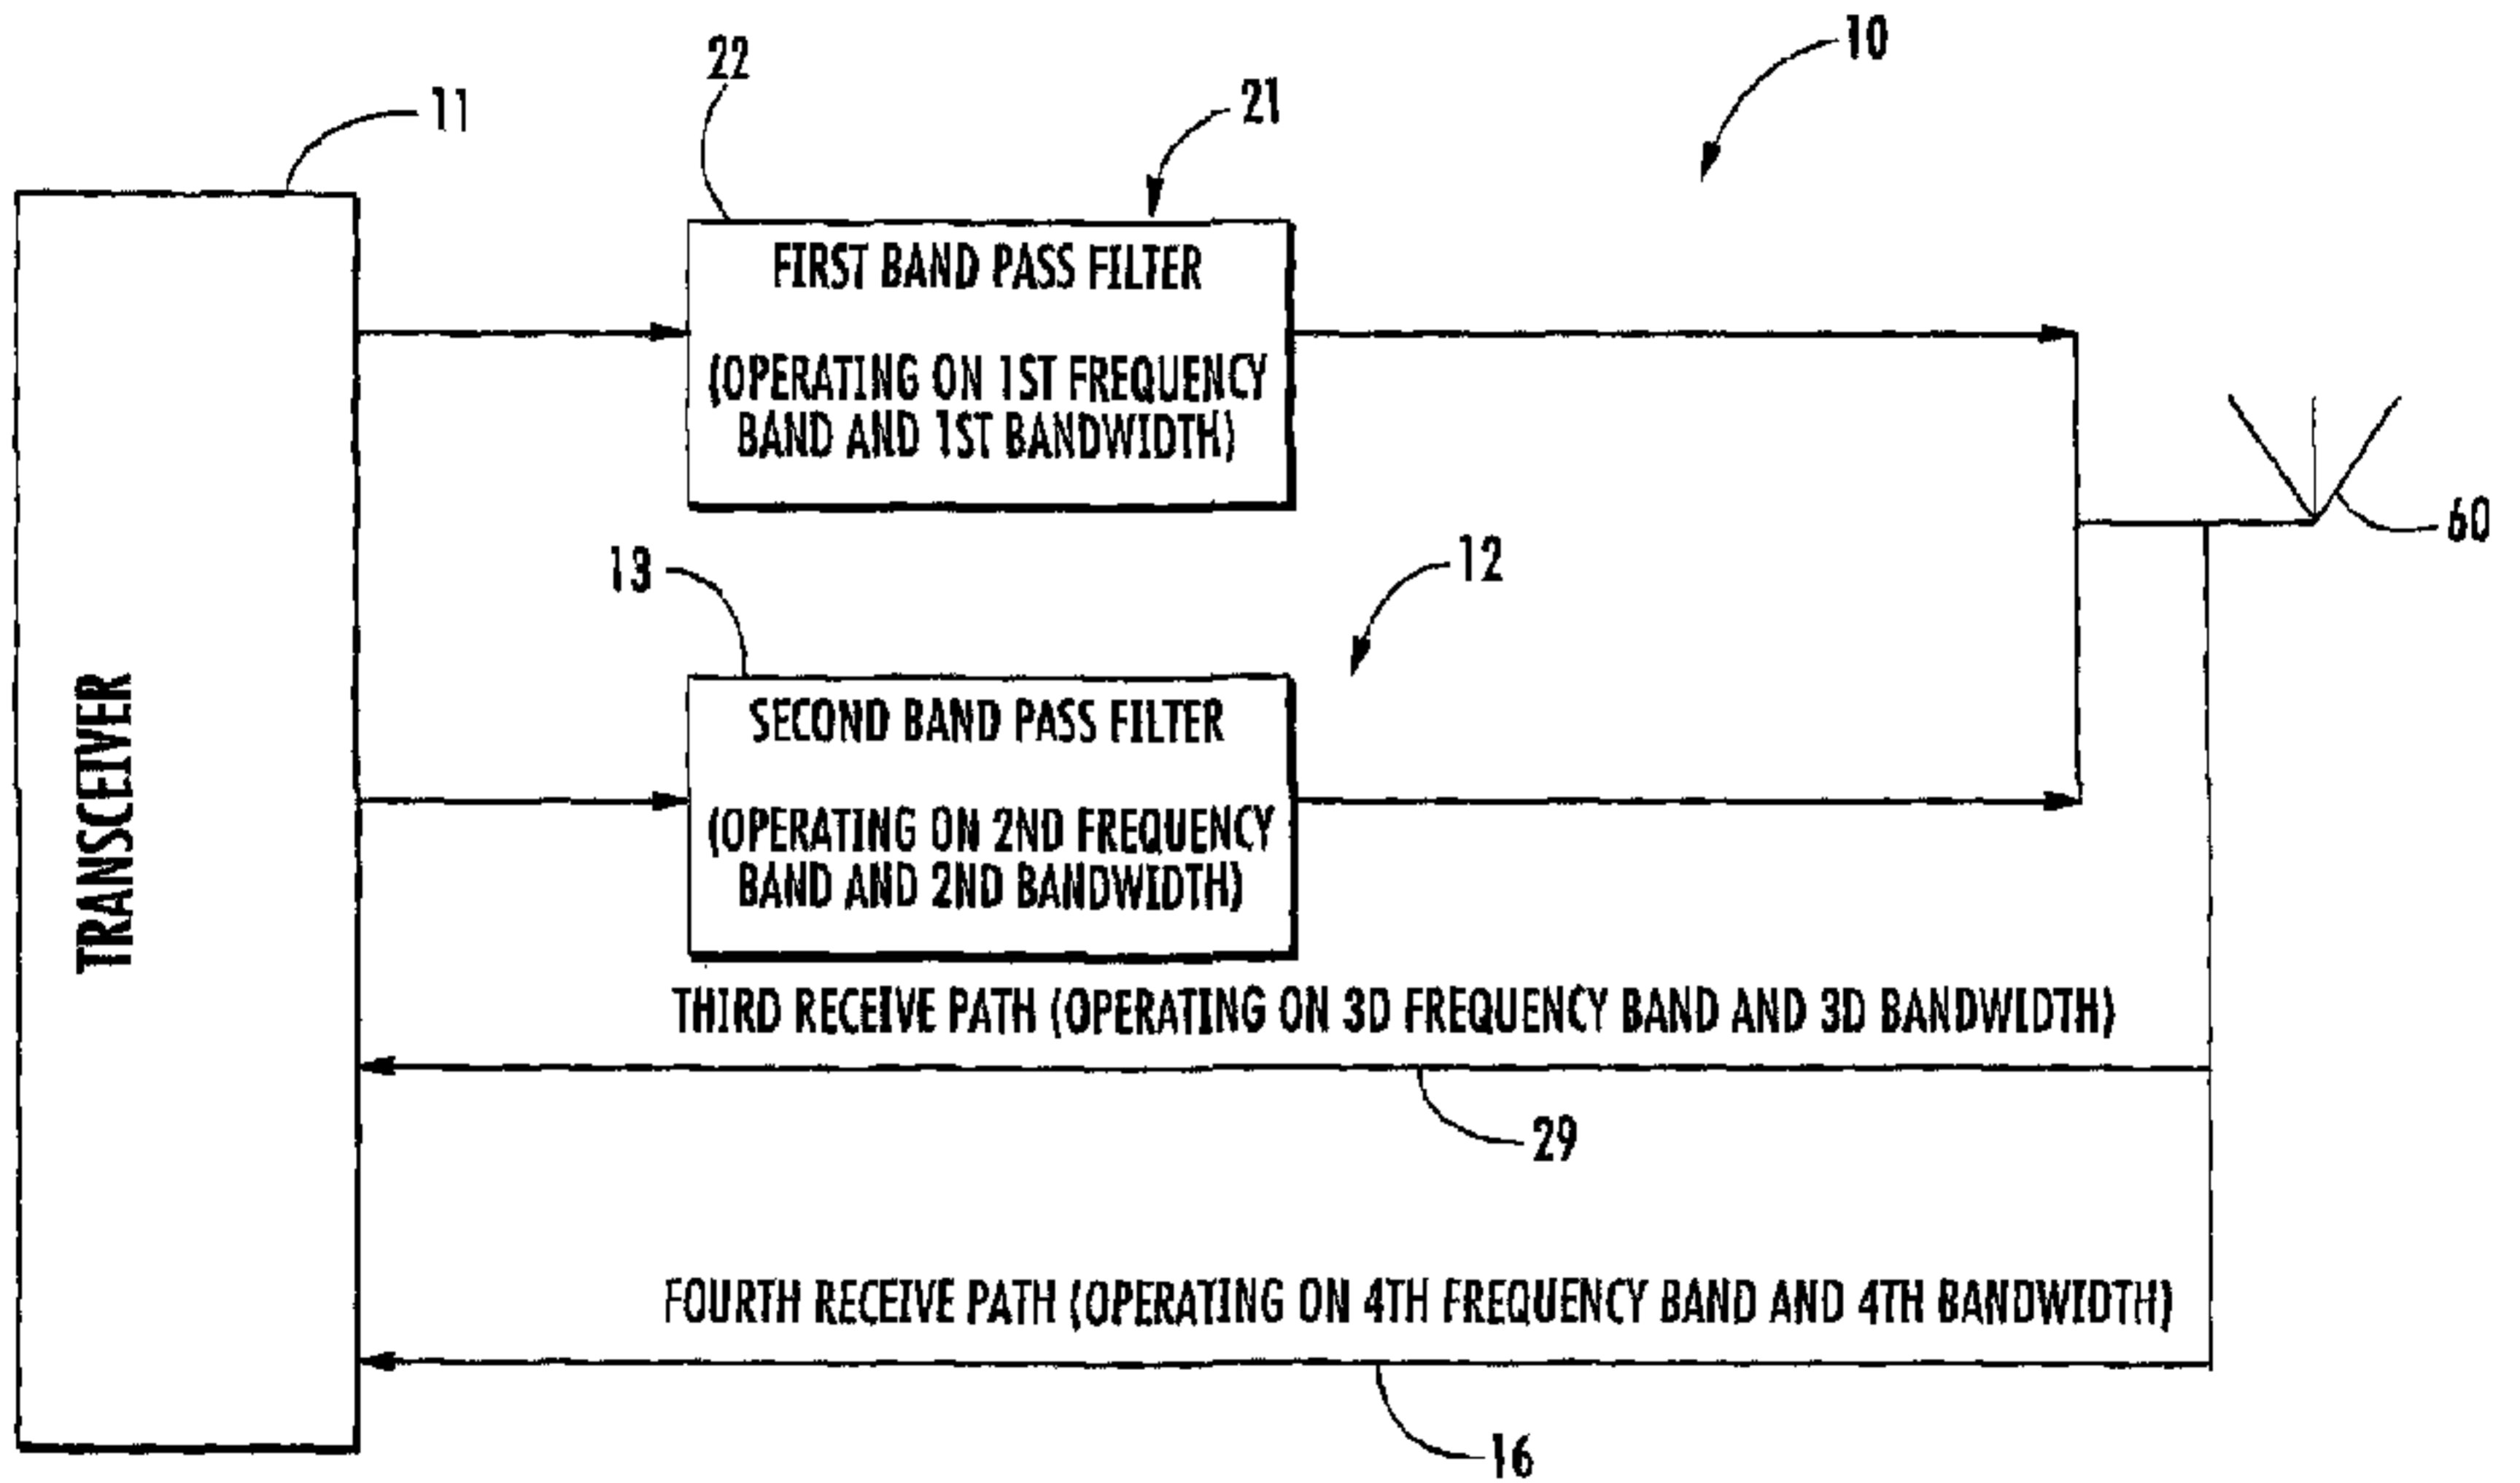 10
22
21
11
FIRST BAND PASS FILTER
(OPERATING ON 1ST FREQUENCY
BAND AND 1ST BANDWIDTH)
60
13
12
SECOND BAND PASS FILTER
(OPERATING ON 2ND FREQUENCY
BAND AND 2ND BANDWIDTH)
TRANSCEIVER
THIRD RECEIVE PATH (OPERATING ON 3D FREQUENCY BAND AND 3D BANDWIDTH)
29
FOURTH RECEIVE PATH (OPERATING ON 4TH FREQUENCY BAND AND 4TH BANDWIDTH)
16